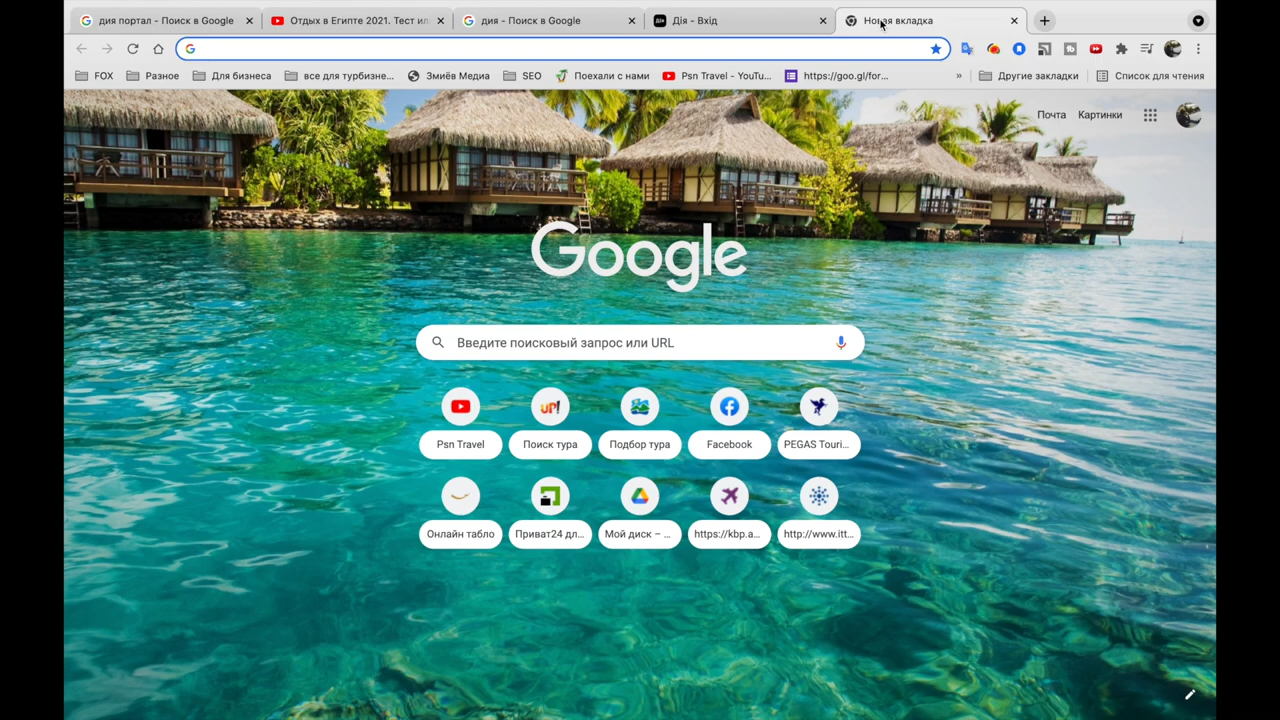 дия портал - Поиск в Google
Отдых в Египте 2021. Тест ил
дия - Поиск в Google
Дія - Вхід
Новая вкладка
FOX
Разное
Для бизнеса
все для турбизне...
Змиёв Медиа
SEO
Поехали с нами
Psn Travel - YouTu...
https://goo.gl/for...
»
Другие закладки
Список для чтения
Почта
Картинки
Google
Введите поисковый запрос или URL
Psn Travel
Поиск тура
Подбор тура
Facebook
PEGAS Touri...
Онлайн табло
Приват24 дл...
Мой диск – ...
https://kbp.a...
http://www.itt...